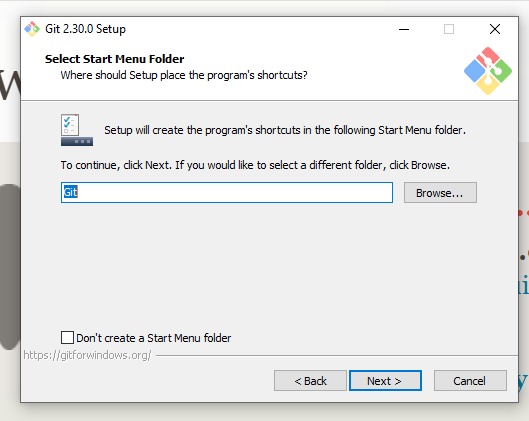 Git 2.30.0 Setup
Select Start Menu Folder
Where should Setup place the program's shortcuts?
Setup will create the program's shortcuts in the following Start Menu folder.
To continue, click Next. If you would like to select a different folder, click Browse.
Git
Browse...
Don't create a Start Menu folder
https://gitforwindows.org/
< Back
Next >
Cancel